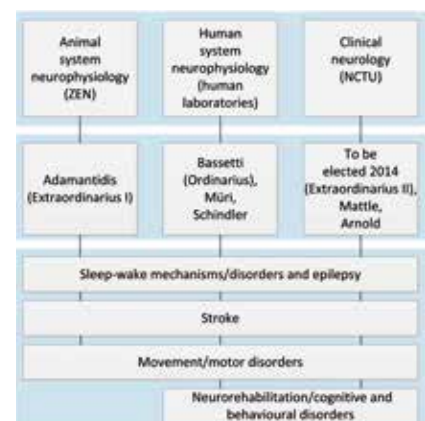 Animal
system
neurophysiology
(ZEN)
Human
system
neurophysiology
(human
laboratories)
Clinical
neurology
(NCTU)
Adamantidis
(Extraordinarius I)
Bassetti
(Ordinarius),
Müri,
Schindler
To be
elected 2014
(Extraordinarius II),
Mattle,
Arnold
Sleep-wake mechanisms/disorders and epilepsy
Stroke
Movement/motor disorders
Neurorehabilitation/cognitive and
behavioural disorders